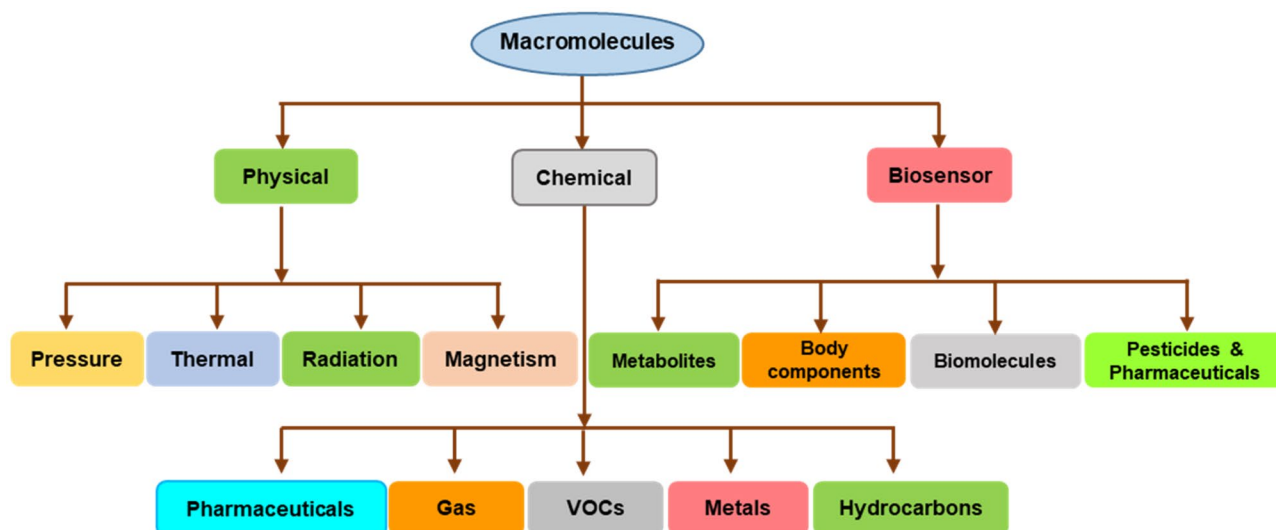 Macromolecules
Physical
Chemical
Biosensor
Pressure
Thermal
Radiation
Magnetism
Metabolites
Body
components
Biomolecules
Pesticides &
Pharmaceuticals
Pharmaceuticals
Gas
VOCs
Metals
Hydrocarbons